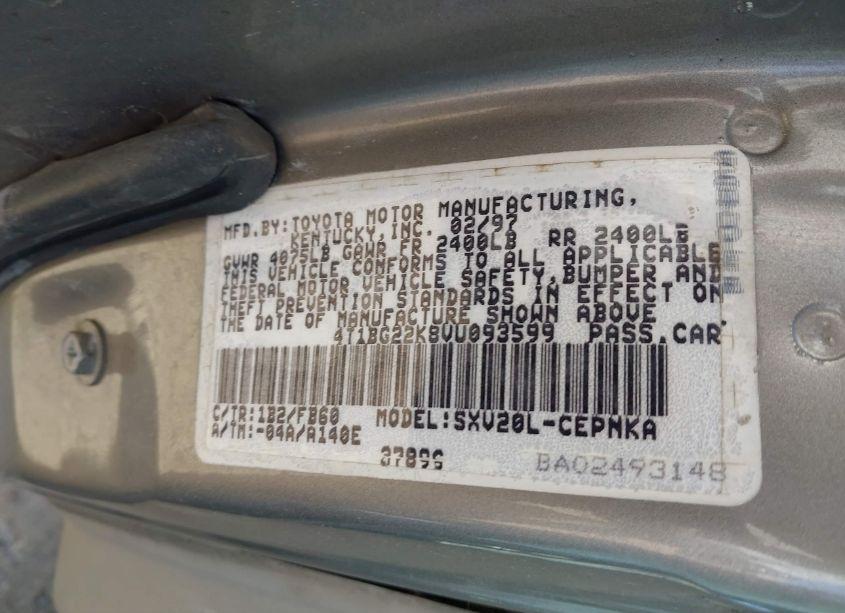 MFD.BY:TOYOTA MOTOR MANUFACTURING,
KENTUCKY, INC. 02/97
GVWR 4075LB GAWR FR 2400LB RR 2400LB
THIS VEHICLE CONFORMS TO ALL APPLICABLE
FEDERAL MOTOR VEHICLE SAFETY,BUMPER AND
THEFT PREVENTION STANDARDS IN EFFECT ON
THE DATE OF MANUFACTURE SHOWN ABOVE
4T1BG22K8VU093599 PASS.CAR
C/TR:1B2/FB60 MODEL:SXV20L-CEPNKA
A/TM:-04A/A140E
BA02493148